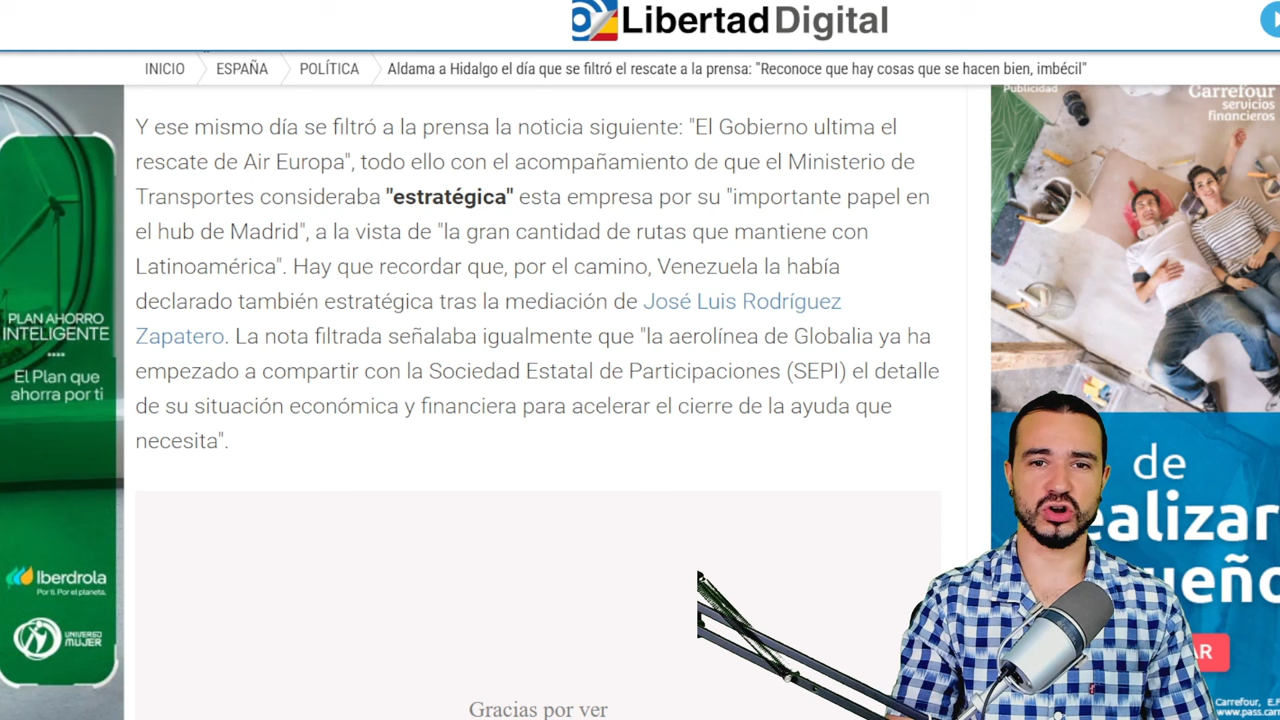 Libertad Digital
INICIO
ESPAÑA
POLÍTICA
Aldama a Hidalgo el día que se filtró el rescate a la prensa: "Reconoce que hay cosas que se hacen bien, imbécil"
Y ese mismo día se filtró a la prensa la noticia siguiente: "El Gobierno ultima el
rescate de Air Europa", todo ello con el acompañamiento de que el Ministerio de
Transportes consideraba "estratégica" esta empresa por su "importante papel en
el hub de Madrid", a la vista de "la gran cantidad de rutas que mantiene con
Latinoamérica". Hay que recordar que, por el camino, Venezuela la había
declarado también estratégica tras la mediación de José Luis Rodríguez
Zapatero. La nota filtrada señalaba igualmente que "la aerolínea de Globalia ya ha
empezado a compartir con la Sociedad Estatal de Participaciones (SEPI) el detalle
de su situación económica y financiera para acelerar el cierre de la ayuda que
necesita".
Gracias por ver
PLAN AHORRO
INTELIGENTE
El Plan que
ahorra por ti
Iberdrola
Por ti. Por el planeta.
UNIVERSO
MUJER
Publicidad
Carrefour
servicios
financieros
de
ealizar
ueño
AR
Carrefour, E.F
www.pass.carr